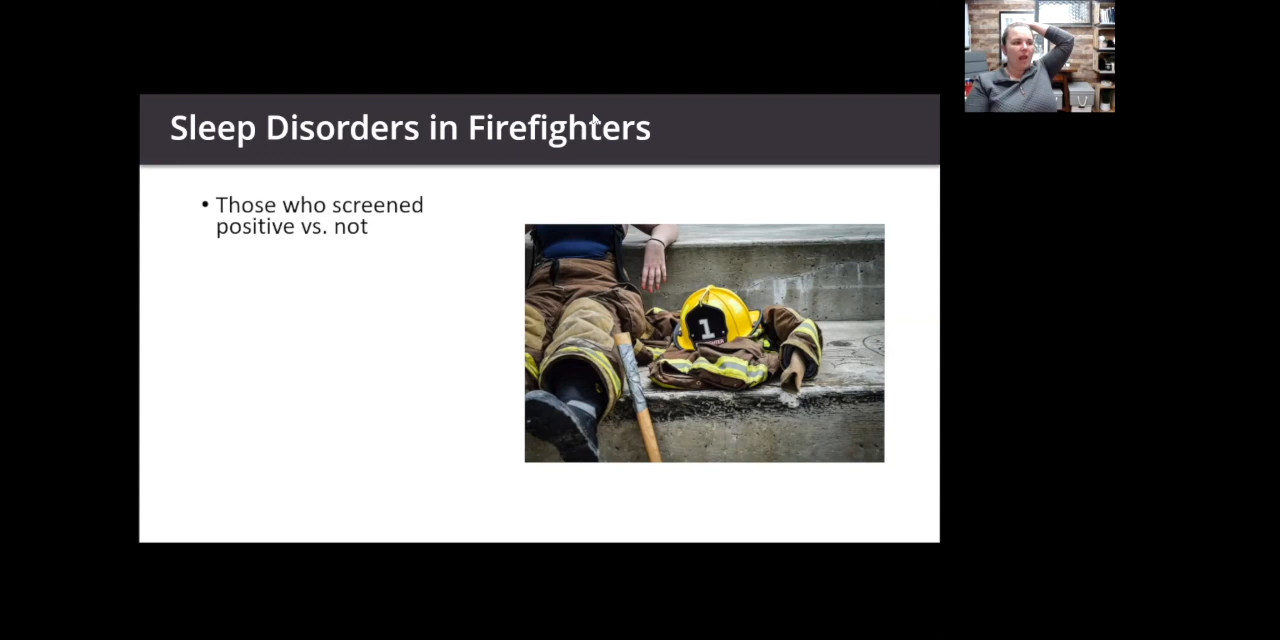 Sleep Disorders in Firefighters
• Those who screened
positive vs. not
1